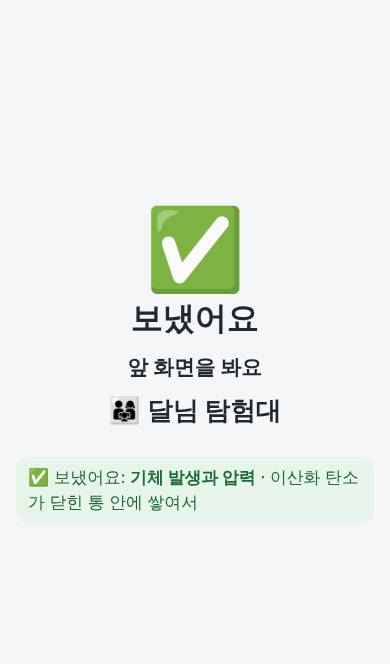 보냈어요
앞 화면을 봐요
👨‍👩‍👧 달님 탐험대
✅ 보냈어요: 기체 발생과 압력 · 이산화 탄소
가 닫힌 통 안에 쌓여서